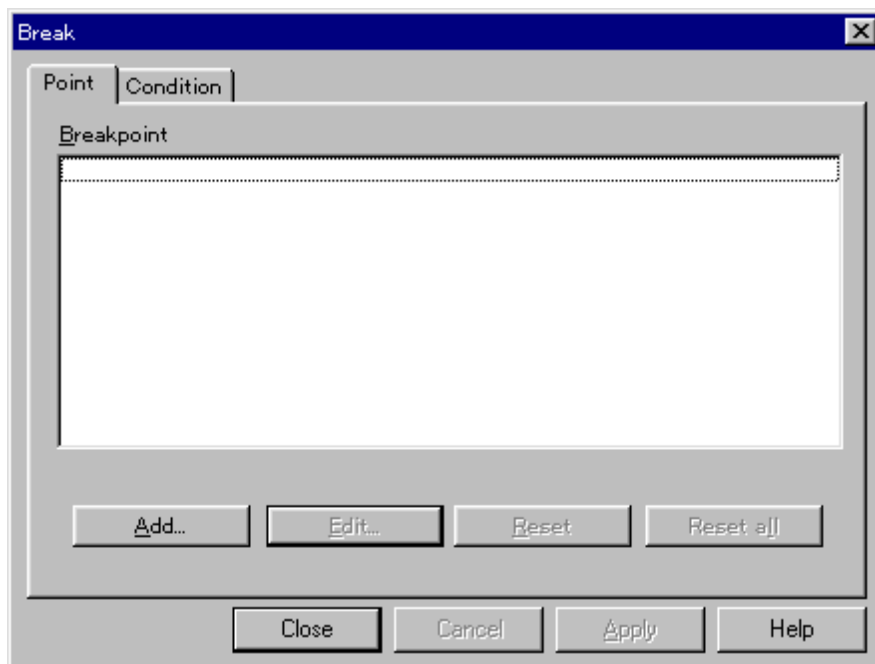 Break
Point Condition
Breakpoint
Add... Edit... Reset Reset all
Close Cancel Apply Help